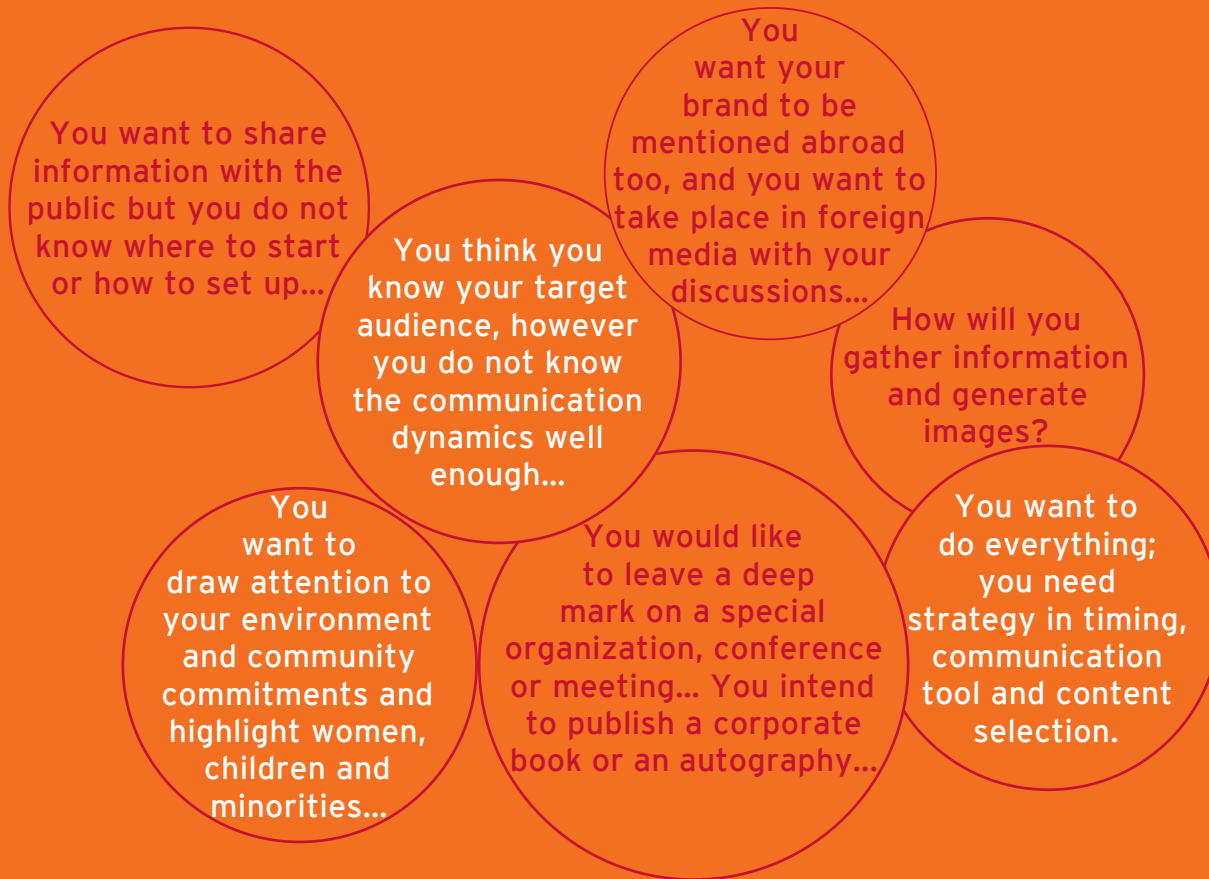 You want to share
information with the
public but you do not
know where to start
or how to set up...
You think you
know your target
audience, however
you do not know
the communication
dynamics well
enough...
You
want your
brand to be
mentioned abroad
too, and you want to
take place in foreign
media with your
discussions...
How will you
gather information
and generate
images?
You
want to
draw attention to
your environment
and community
commitments and
highlight women,
children and
minorities...
You would like
to leave a deep
mark on a special
organization, conference
or meeting... You intend
to publish a corporate
book or an autography...
You want to
do everything;
you need
strategy in timing,
communication
tool and content
selection.